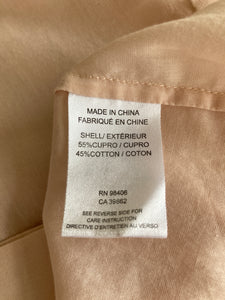 MADE IN CHINA
FABRIQUÉ EN CHINE
SHELL/ EXTÉRIEUR
55%CUPRO / CUPRO
45%COTTON / COTON
RN 98406
CA 39862
SEE REVERSE SIDE FOR
CARE INSTRUCTION
DIRECTIVE D'ENTRETIEN AU VERSO